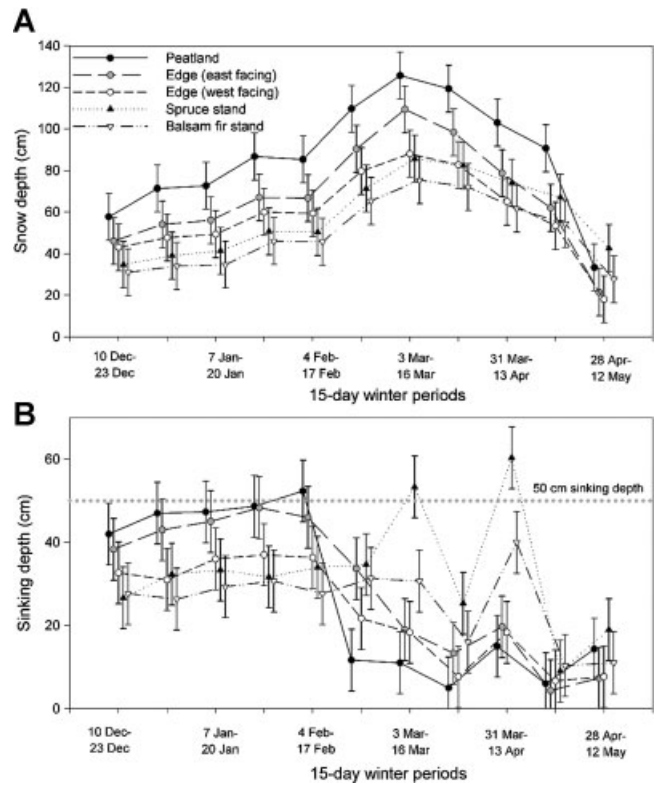 A
140
120
100
80
60
40
20
0
Snow depth (cm)
Peatland
Edge (east facing)
Edge (west facing)
Spruce stand
Balsam fir stand
10 Dec-
23 Dec
7 Jan-
20 Jan
4 Feb-
17 Feb
3 Mar-
16 Mar
31 Mar-
13 Apr
28 Apr-
12 May
15-day winter periods
B
60
40
20
0
Sinking depth (cm)
50 cm sinking depth
10 Dec-
23 Dec
7 Jan-
20 Jan
4 Feb-
17 Feb
3 Mar-
16 Mar
31 Mar-
13 Apr
28 Apr-
12 May
15-day winter periods